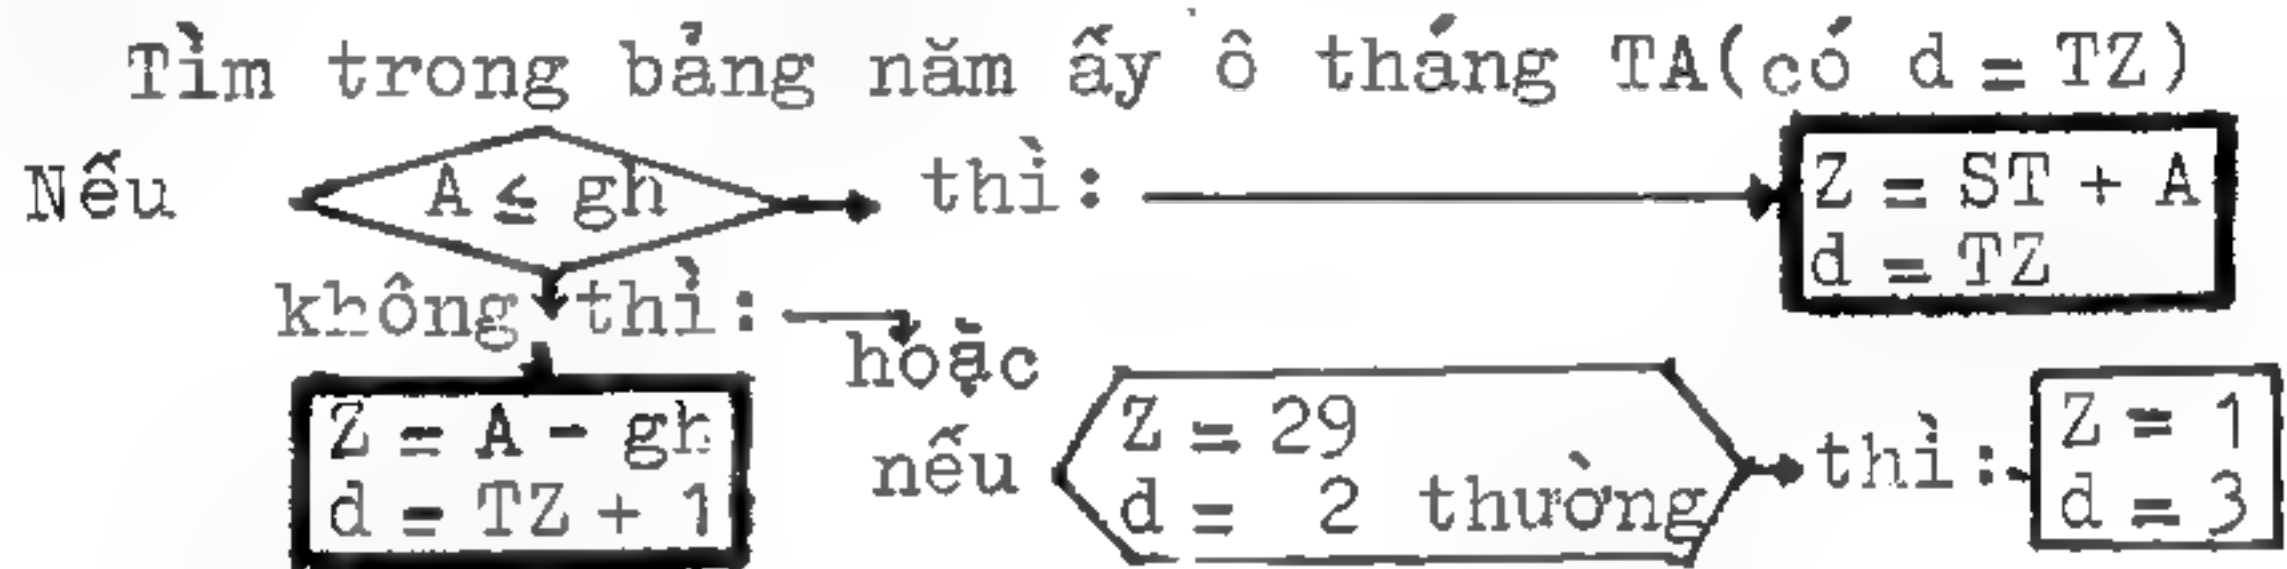 Tìm trong bảng năm ấy ô tháng TA(có d = TZ)
Nếu A ≤ gh thì: Z = ST + A
d = TZ
không thì: hoặc
Z = A - gh
d = TZ + 1
nếu Z = 29
d = 2 thường
thì: Z = 1
d = 3